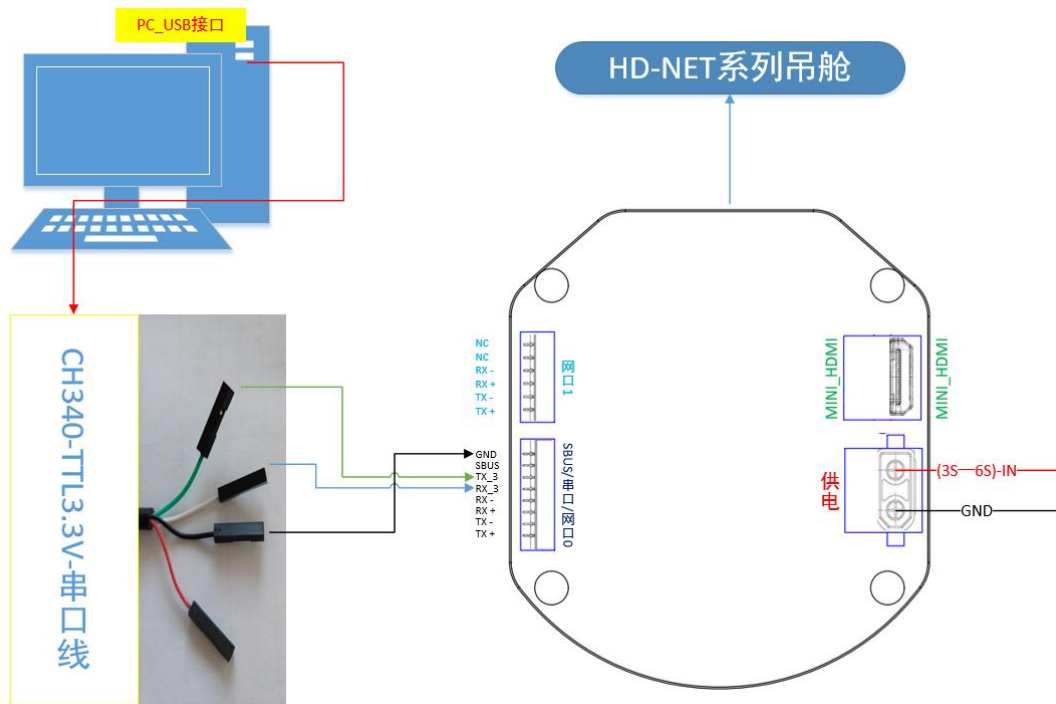 PC_USB接口
HD-NET系列吊舱
CH340-TTL3.3V-串口线
NC
NC
RX -
RX +
TX -
TX +
网口1
GND
SBUS
TX_3
RX_3
RX -
RX +
TX -
TX +
SBUS/串口/网口0
MINI_HDMI
MINI_HDMI
供电
(3S—6S)-IN
GND